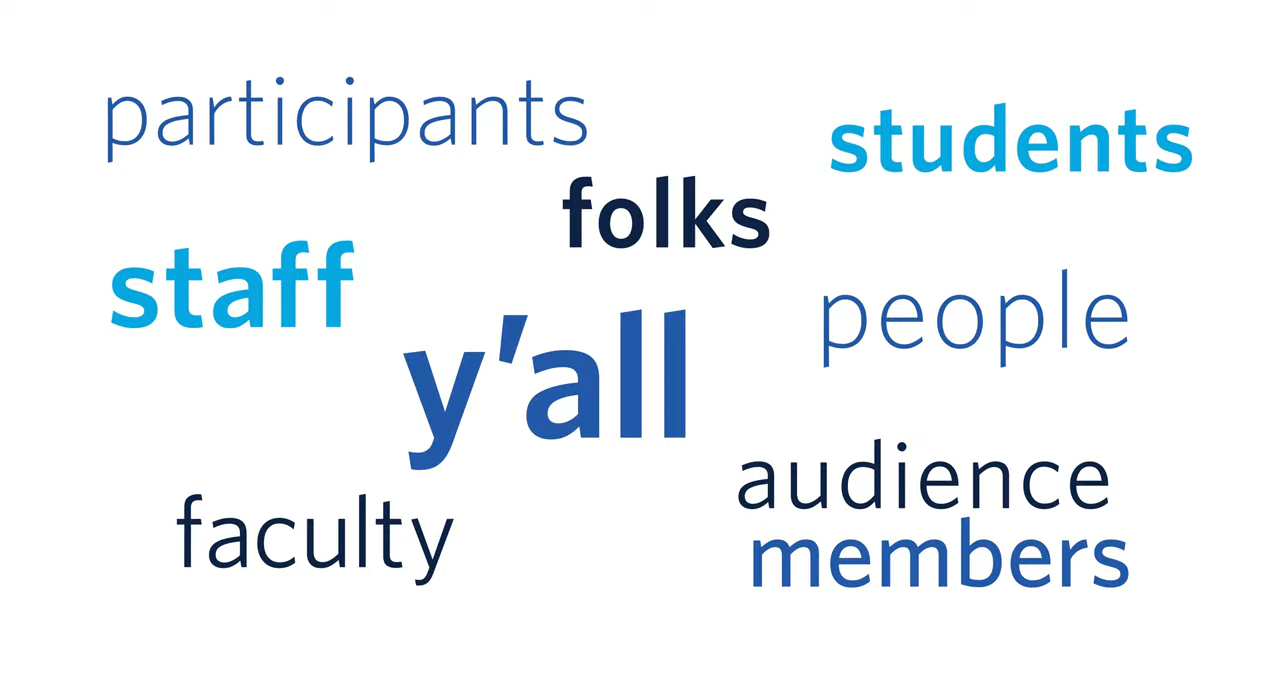 participants
students
folks
staff
people
y'all
audience
members
faculty